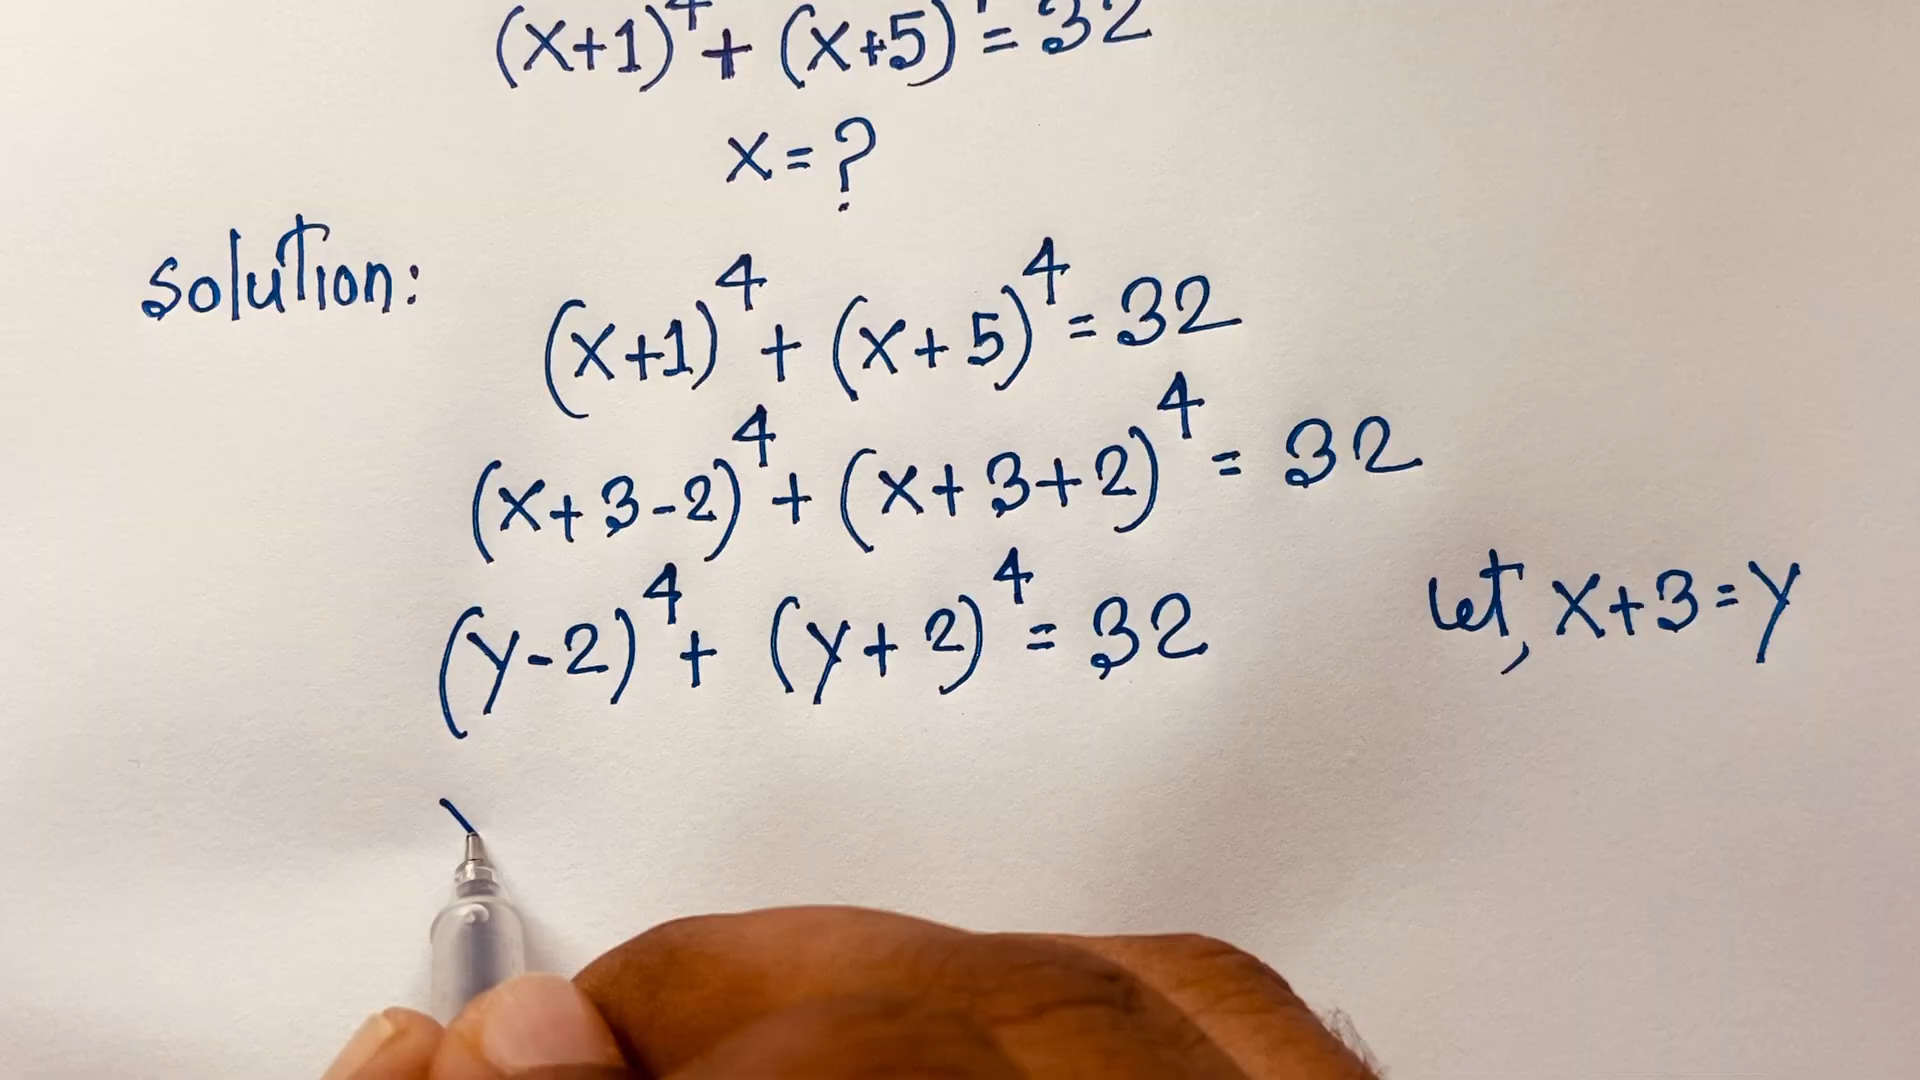 (x+1)⁴ + (x+5)⁴ = 32
x = ?
Solution:
(x+1)⁴ + (x+5)⁴ = 32
(x+3-2)⁴ + (x+3+2)⁴ = 32
(y-2)⁴ + (y+2)⁴ = 32 let, x+3=y